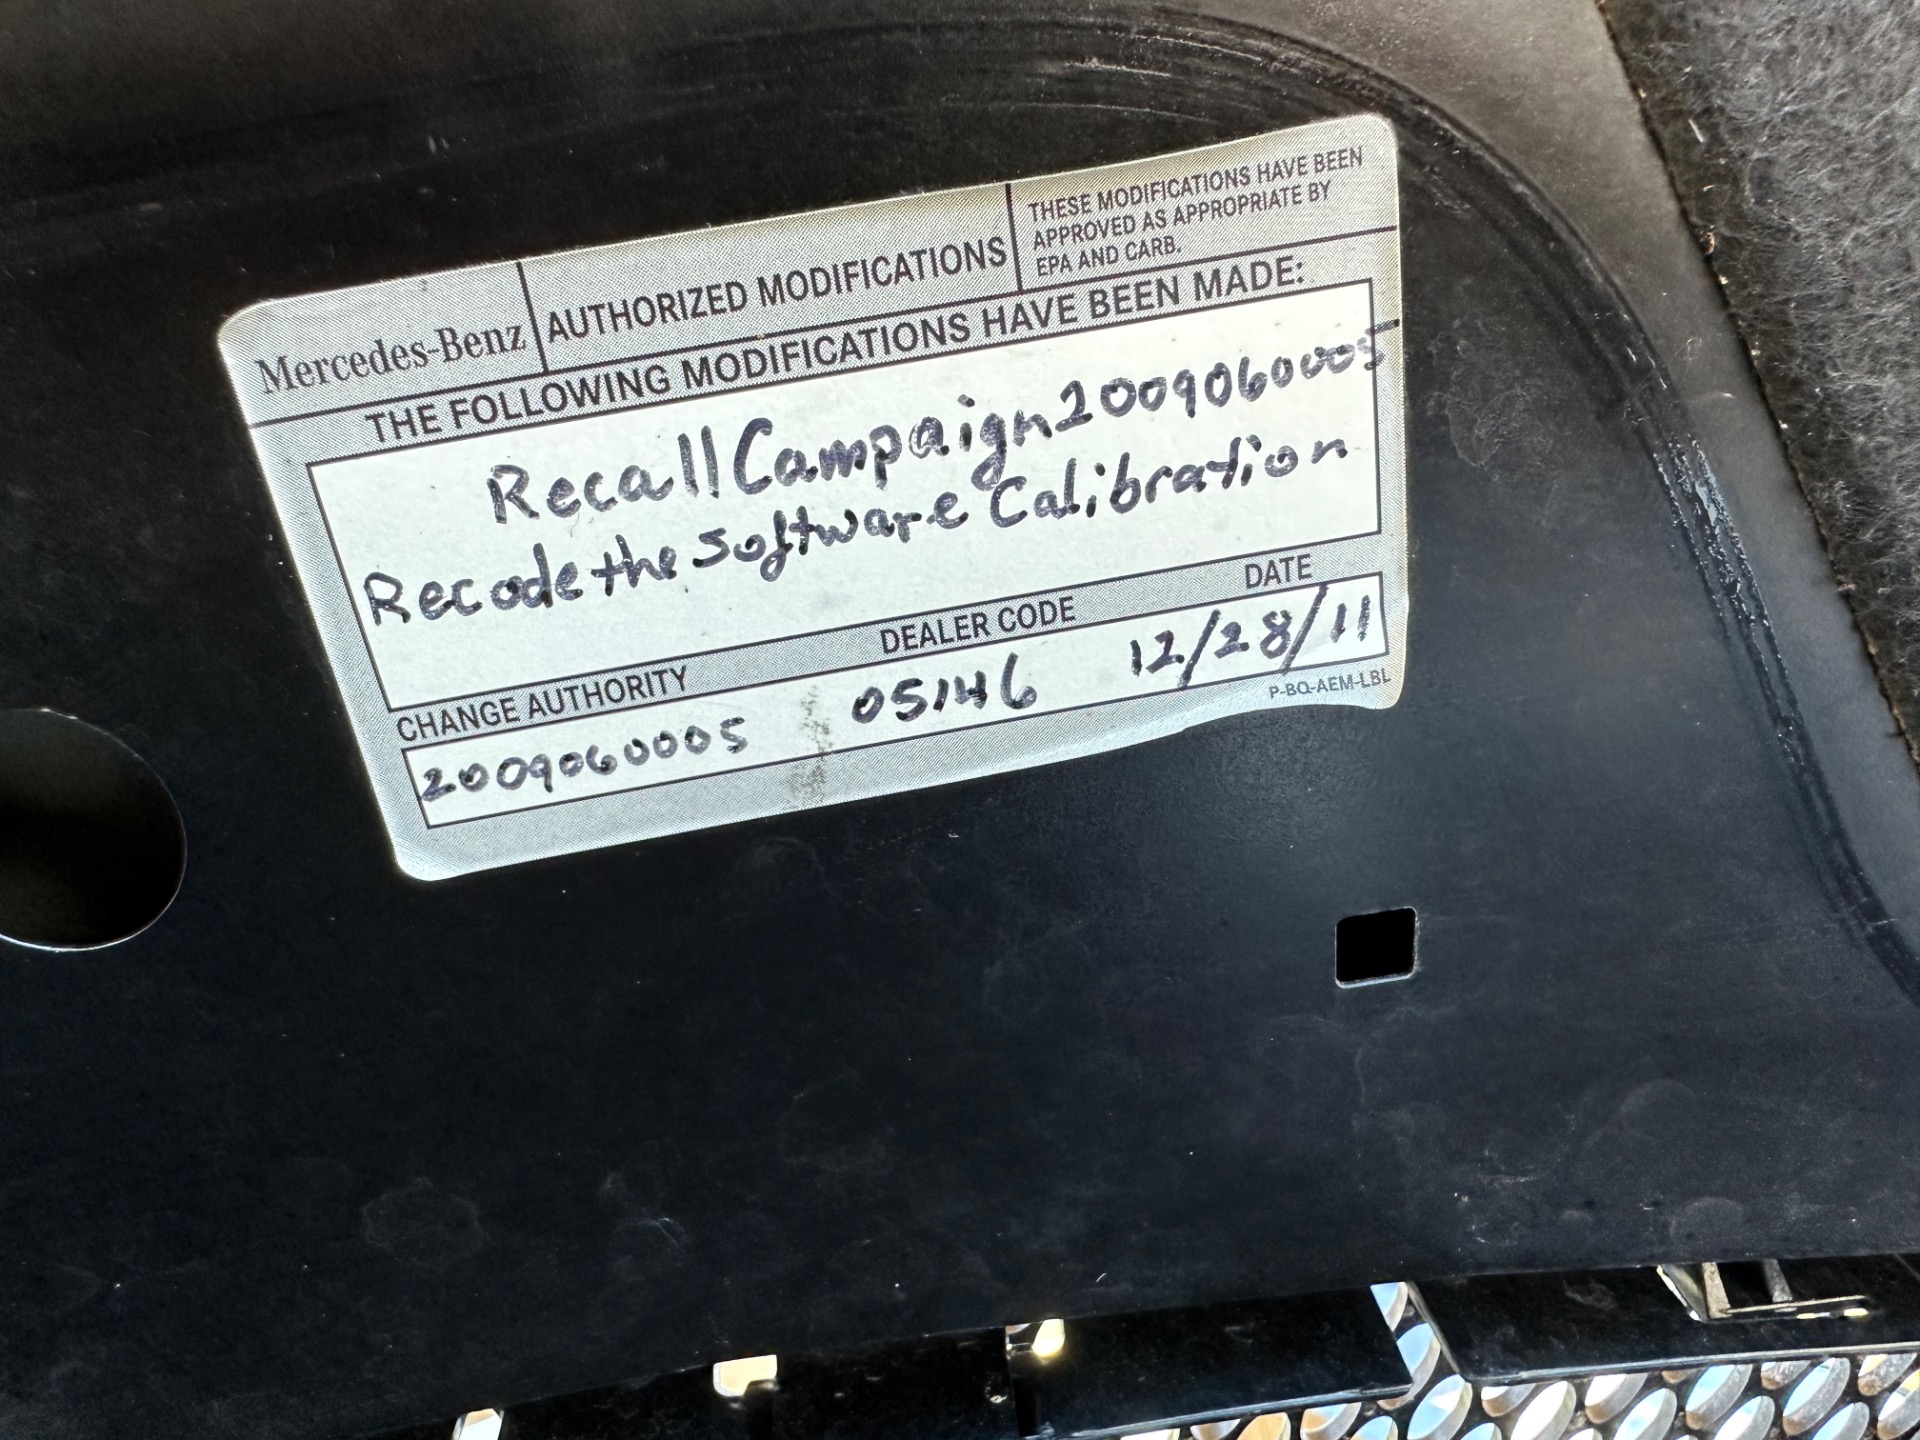 Mercedes-Benz
AUTHORIZED MODIFICATIONS
THESE MODIFICATIONS HAVE BEEN
APPROVED AS APPROPRIATE BY
EPA AND CARB.
THE FOLLOWING MODIFICATIONS HAVE BEEN MADE:
Recall Campaign 2009060005
Recode the Software Calibration
CHANGE AUTHORITY DEALER CODE DATE
2009060005 05146 12/28/11
P-BQ-AEM-LBL